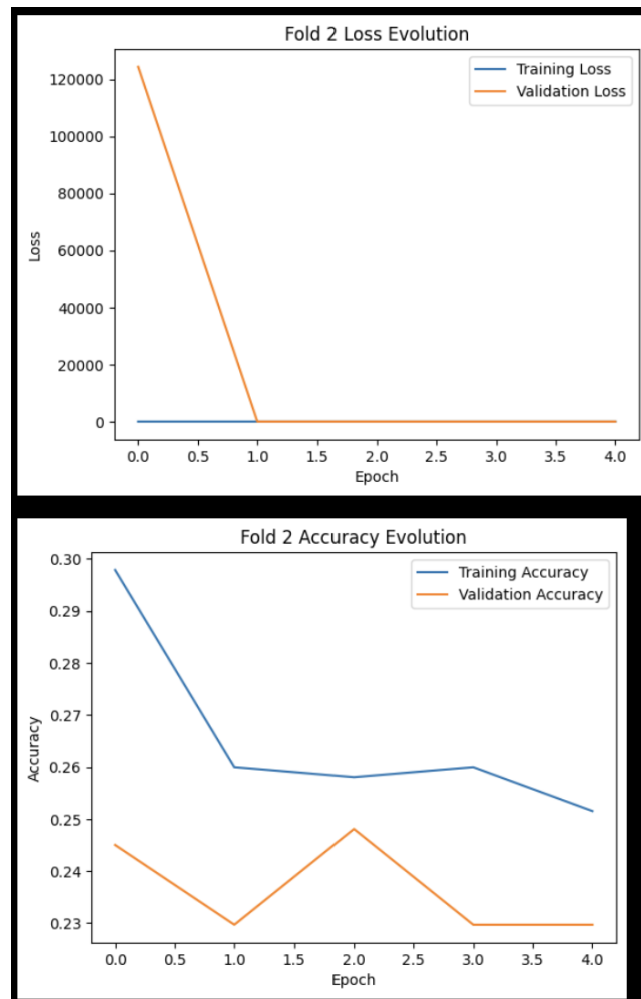 Fold 2 Loss Evolution
Training Loss
Validation Loss
120000
100000
80000
60000
40000
20000
0
Loss
0.0 0.5 1.0 1.5 2.0 2.5 3.0 3.5 4.0
Epoch
Fold 2 Accuracy Evolution
Training Accuracy
Validation Accuracy
0.30
0.29
0.28
0.27
0.26
0.25
0.24
0.23
Accuracy
0.0 0.5 1.0 1.5 2.0 2.5 3.0 3.5 4.0
Epoch